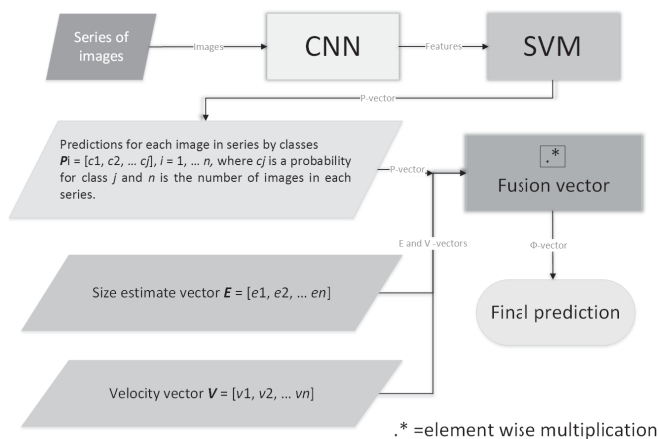 Series of
images
Images
CNN
Features
SVM
P-vector
Predictions for each image in series by classes
Pi = [c1, c2, ... cj], i = 1, ... n, where cj is a probability
for class j and n is the number of images in each
series.
P-vector
.*
Fusion vector
E and V -vectors
Φ-vector
Size estimate vector E = [e1, e2, ... en]
Final prediction
Velocity vector V = [v1, v2, ... vn]
.* =element wise multiplication